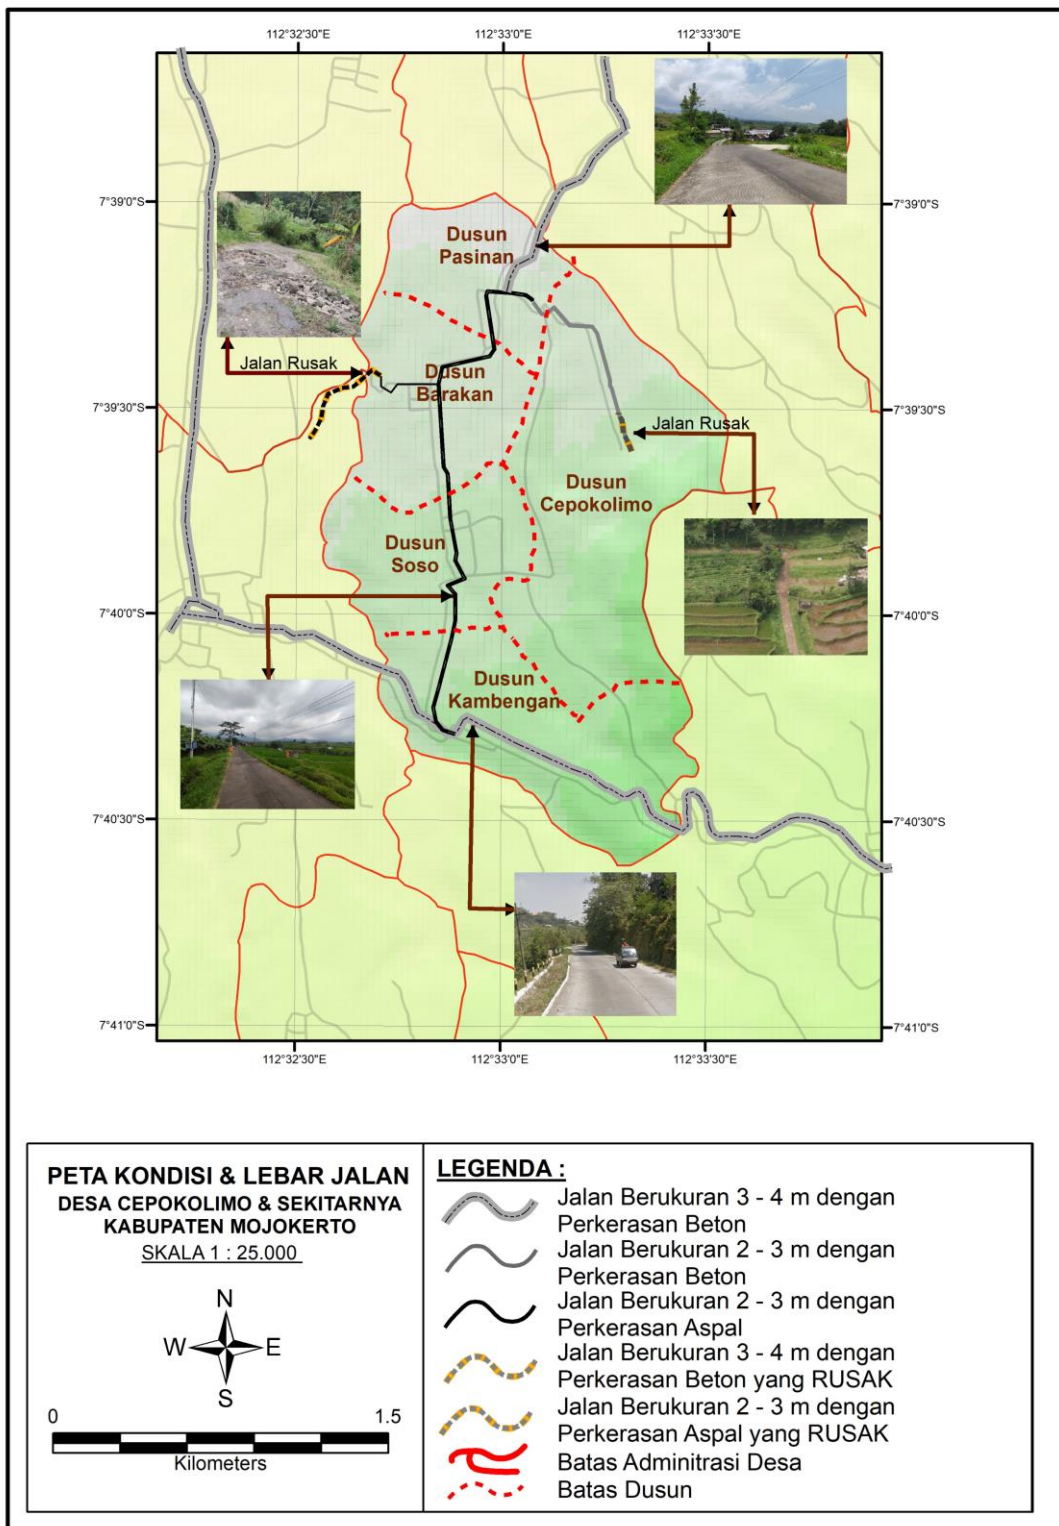 112°32'30"E
112°33'0"E
112°33'30"E
7°39'0"S
7°39'0"S
Dusun
Pasinan
Jalan Rusak
Dusun
Barakan
7°39'30"S
7°39'30"S
Jalan Rusak
Dusun
Cepokolimo
Dusun
Soso
7°40'0"S
7°40'0"S
Dusun
Kambengan
7°40'30"S
7°40'30"S
7°41'0"S
7°41'0"S
112°32'30"E
112°33'0"E
112°33'30"E
PETA KONDISI & LEBAR JALAN
DESA CEPOKOLIMO & SEKITARNYA
KABUPATEN MOJOKERTO
SKALA 1 : 25.000
N
W
E
S
0
1.5
Kilometers
LEGENDA :
Jalan Berukuran 3 - 4 m dengan
Perkerasan Beton
Jalan Berukuran 2 - 3 m dengan
Perkerasan Beton
Jalan Berukuran 2 - 3 m dengan
Perkerasan Aspal
Jalan Berukuran 3 - 4 m dengan
Perkerasan Beton yang RUSAK
Jalan Berukuran 2 - 3 m dengan
Perkerasan Aspal yang RUSAK
Batas Adminitrasi Desa
Batas Dusun